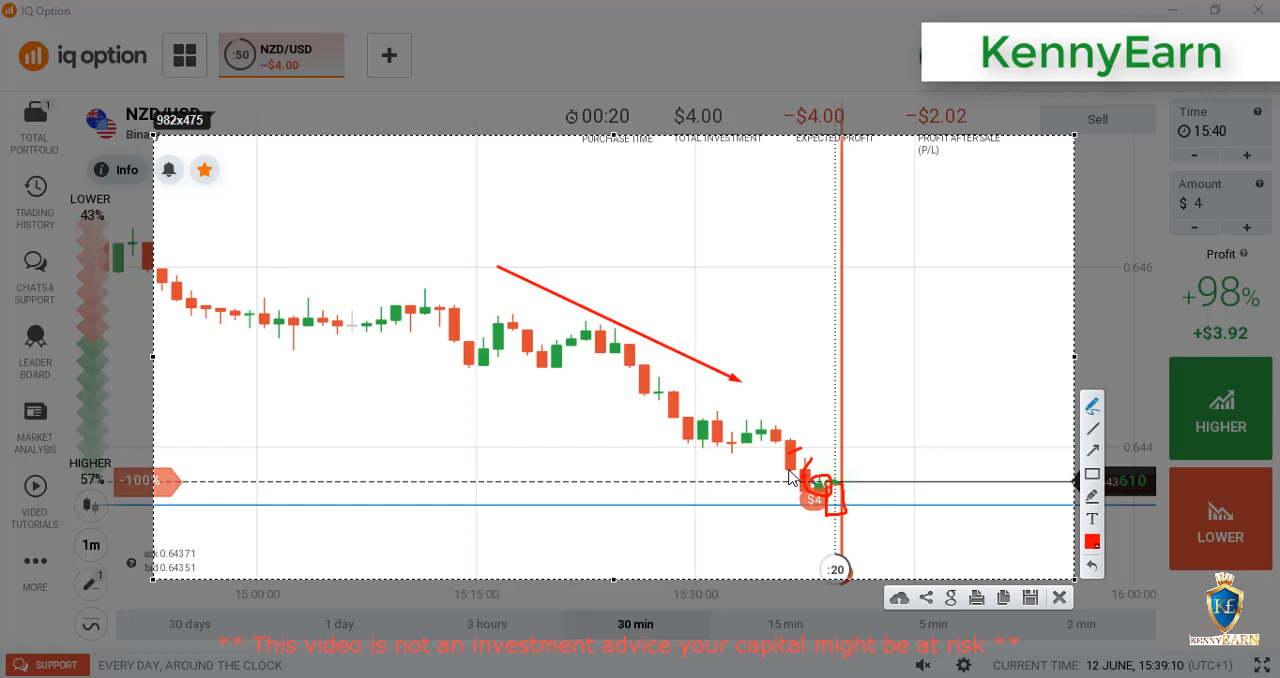 IQ Option
KennyEarn
iq option
:50
NZD/USD
−$4.00
+
TOTAL
PORTFOLIO
1
NZD/USD
982x475
00:20
PURCHASE TIME
$4.00
TOTAL INVESTMENT
−$4.00
EXPECTED PROFIT
−$2.02
PROFIT AFTER SALE
(P/L)
Sell
Time
15:40
- +
Info
LOWER
43%
TRADING
HISTORY
Amount
$ 4
- +
CHATS &
SUPPORT
Profit
+98%
+$3.92
0.646
LEADER
BOARD
HIGHER
MARKET
ANALYSIS
0.644
HIGHER
57%
-100%
43610
$4
T
VIDEO
TUTORIALS
LOWER
1m
ask 0.64371
bid 0.64351
:20
MORE
1
15:00:00
15:15:00
15:30:00
16:00:00
30 days
1 day
3 hours
30 min
15 min
5 min
2 min
KE
KENNYEARN
** This video is not an investment advice your capital might be at risk **
SUPPORT
EVERY DAY, AROUND THE CLOCK
CURRENT TIME: 12 JUNE, 15:39:10 (UTC+1)